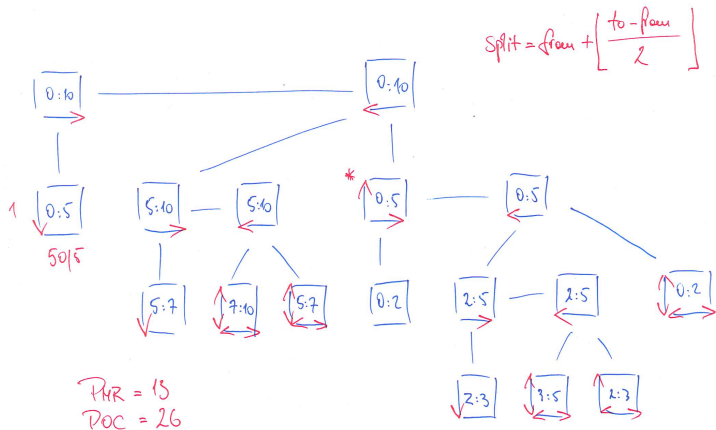 split = from + ⌊(to-from)/2⌋
0:10 0:10
*
1 0:5 5:10 5:10 0:5 0:5
50/5
5:7 7:10 5:7 0:2 2:5 2:5 0:2
2:3 3:5 2:3
PMR = 13
POC = 26